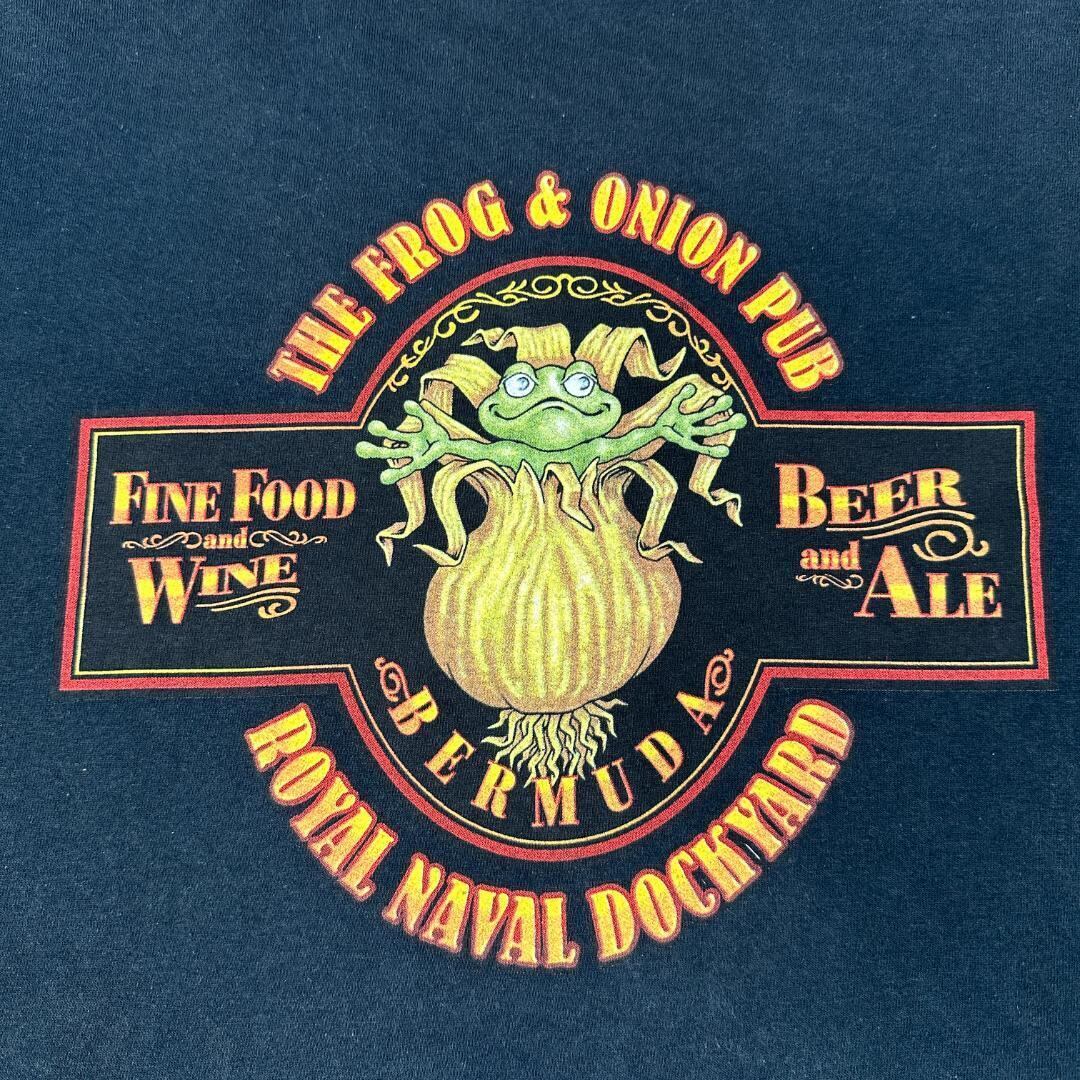 THE FROG & ONION PUB
FINE FOOD
and
WINE
BEER
and
ALE
BERMUDA
ROYAL NAVAL DOCKYARD